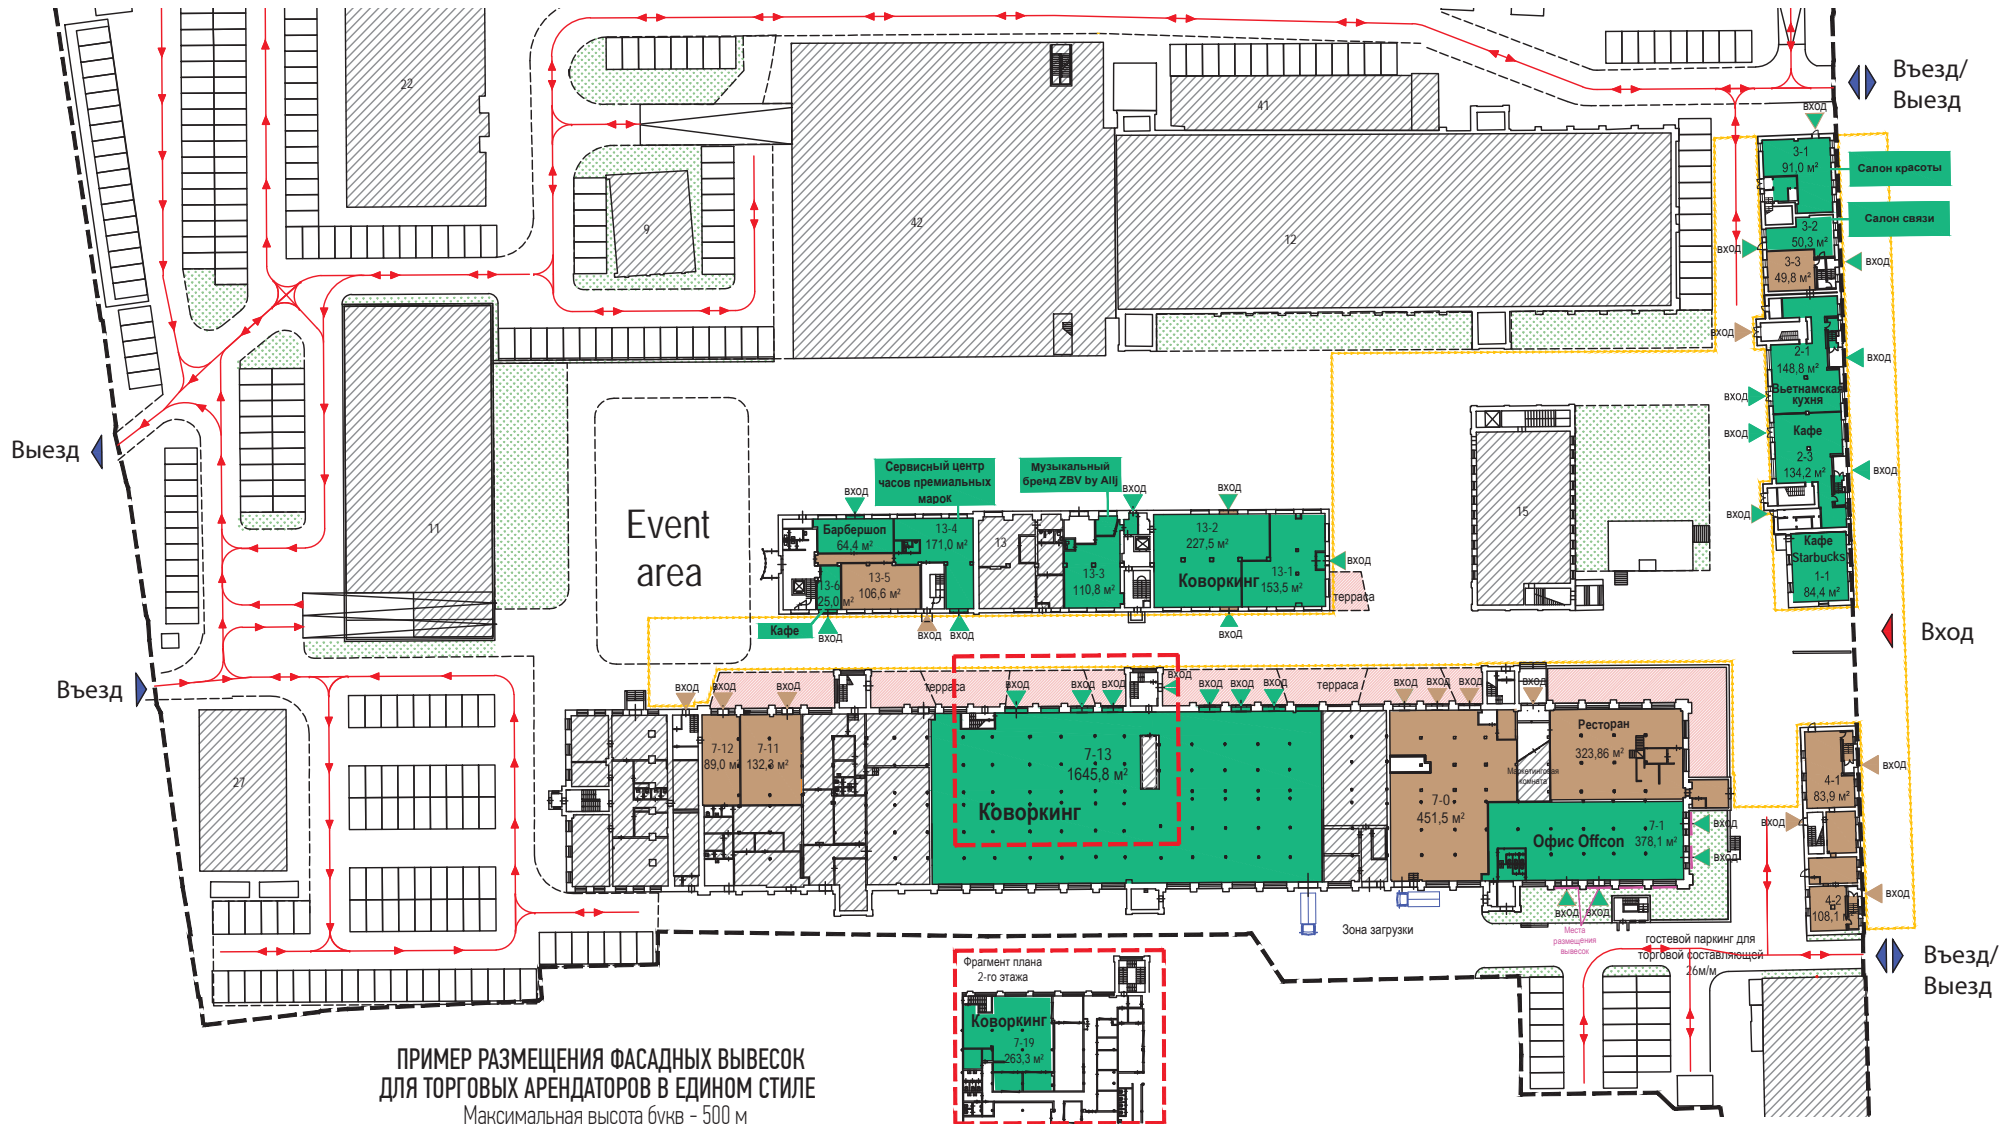 22
41
Въезд/
Выезд
вход
3-1
91,0 м²
Салон красоты
Салон связи
9
42
12
3-2
50,3 м²
вход
3-3
49,8 м²
вход
вход
2-1
148,8 м²
вход
Вьетнамская
кухня
вход
Кафе
вход
2-3
134,2 м²
вход
вход
Кафе
Starbucks
1-1
84,4 м²
Выезд
11
15
Event
area
Сервисный центр
часов премиальных
марок
Музыкальный
бренд ZBV by Allj
вход
вход
вход
Барбершоп
64,4 м²
13-4
171,0 м²
13
13-2
227,5 м²
вход
13-5
106,6 м²
13-6
25,0 м²
13-3
110,8 м²
Коворкинг
13-1
153,5 м²
терраса
Кафе
вход
вход
вход
вход
Вход
Въезд
вход
вход
вход
терраса
вход
вход
вход
вход
вход
вход
вход
терраса
вход
вход
вход
вход
7-12
89,0 м²
7-11
132,3 м²
7-13
1645,8 м²
Коворкинг
Ресторан
323,86 м²
Маркетинговая
комната
7-0
451,5 м²
Офис Offcon
7-1
378,1 м²
вход
вход
4-1
83,9 м²
вход
вход
4-2
108,1 м²
вход
27
вход
вход
Места
размещения
вывесок
Зона загрузки
гостевой паркинг для
торговой составляющей
26м/м
Въезд/
Выезд
Фрагмент плана
2-го этажа
Коворкинг
7-19
263,3 м²
ПРИМЕР РАЗМЕЩЕНИЯ ФАСАДНЫХ ВЫВЕСОК
ДЛЯ ТОРГОВЫХ АРЕНДАТОРОВ В ЕДИНОМ СТИЛЕ
Максимальная высота букв - 500 м